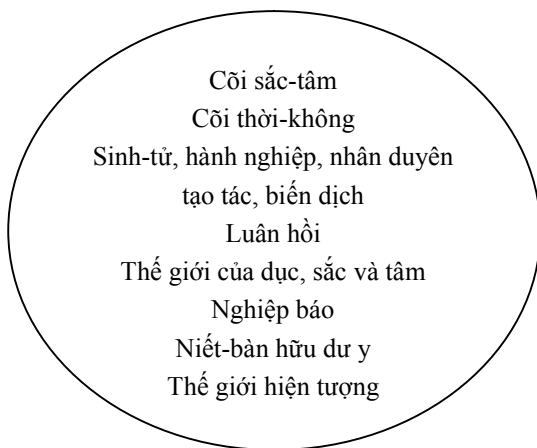 Cõi sắc-tâm
Cõi thời-không
Sinh-tử, hành nghiệp, nhân duyên
tạo tác, biến dịch
Luân hồi
Thế giới của dục, sắc và tâm
Nghiệp báo
Niết-bàn hữu dư y
Thế giới hiện tượng